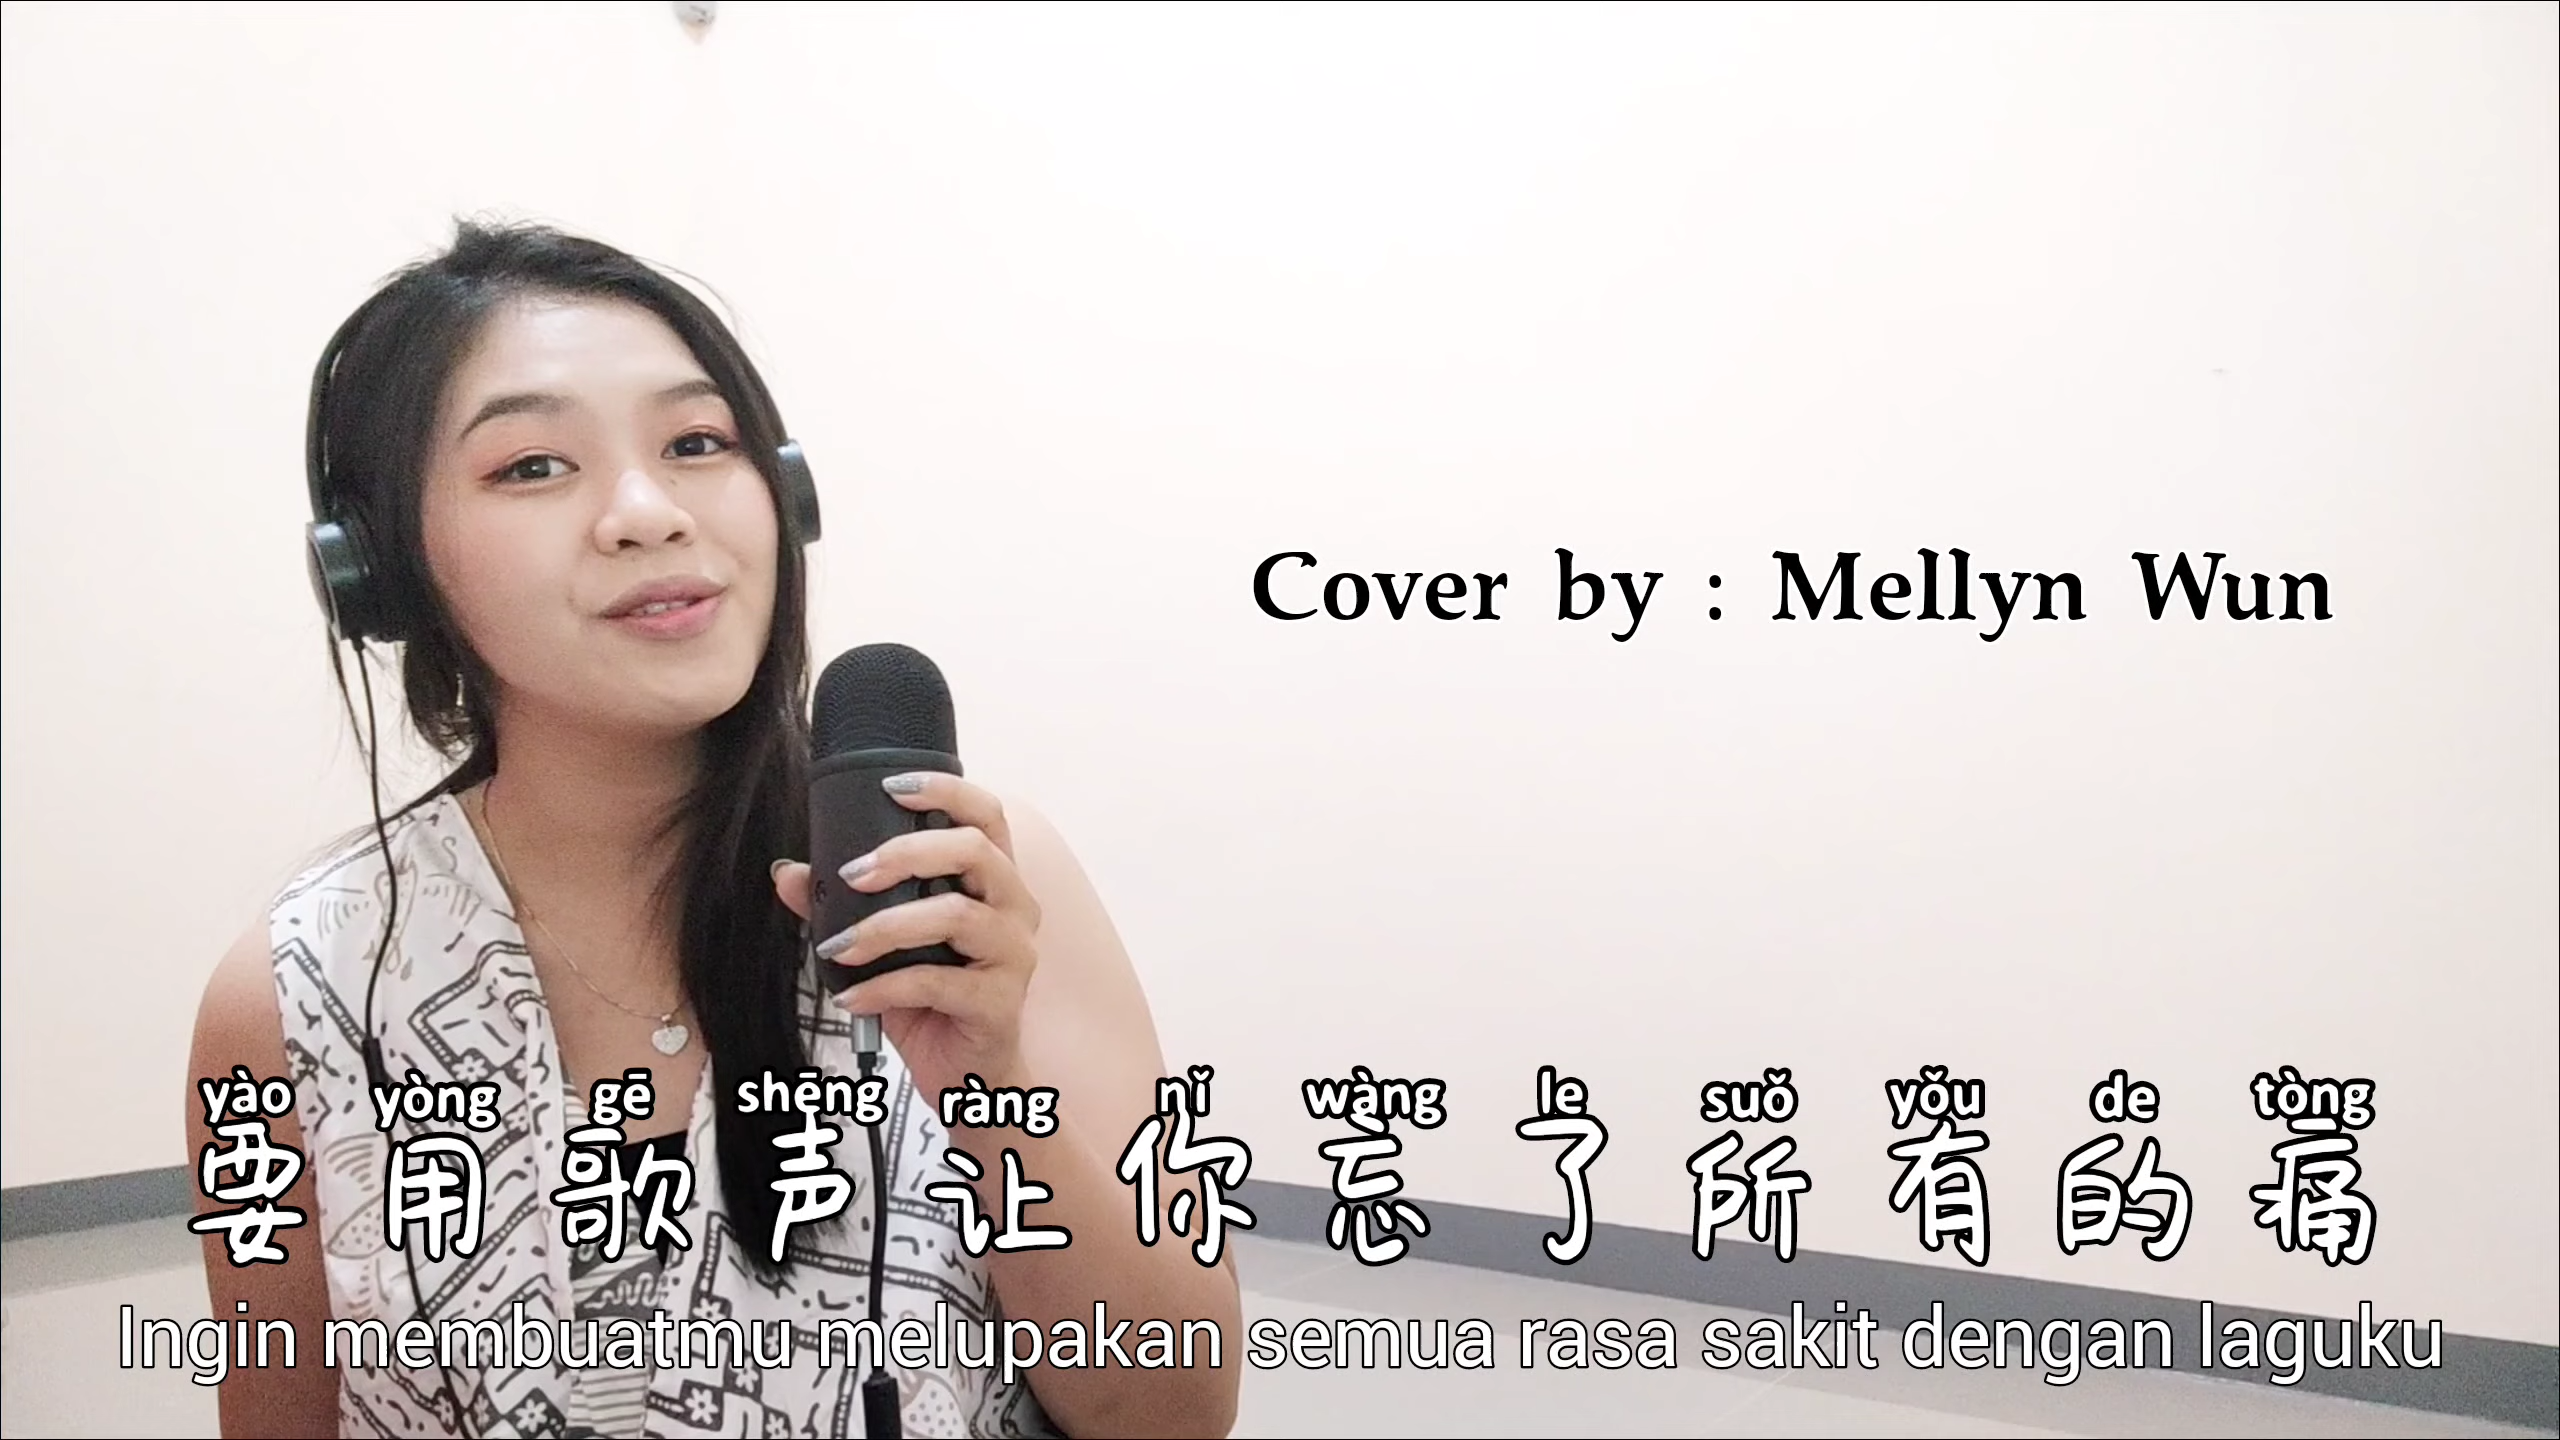 Cover by : Mellyn Wun
yào yòng gē shēng ràng nǐ wàng le suǒ yǒu de tòng
要用歌声让你忘了所有的痛
Ingin membuatmu melupakan semua rasa sakit dengan laguku